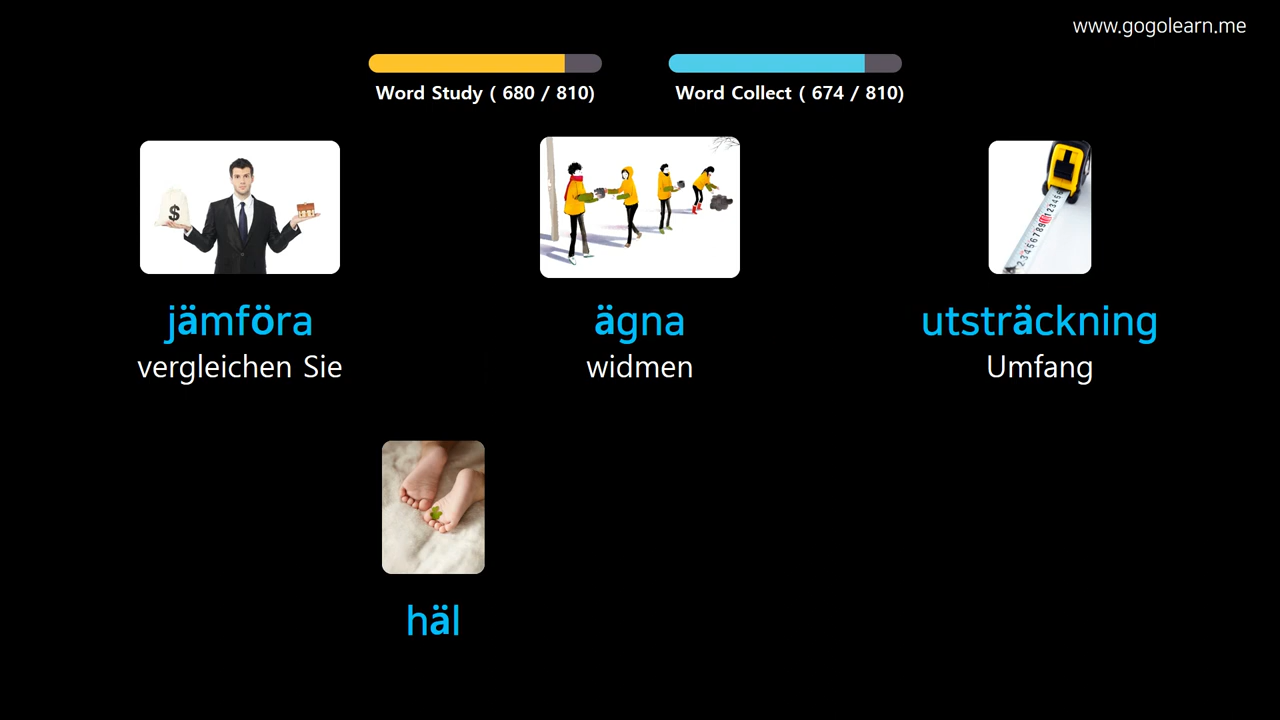 www.gogolearn.me
Word Study ( 680 / 810)
Word Collect ( 674 / 810)
jämföra
vergleichen Sie
ägna
widmen
utsträckning
Umfang
häl